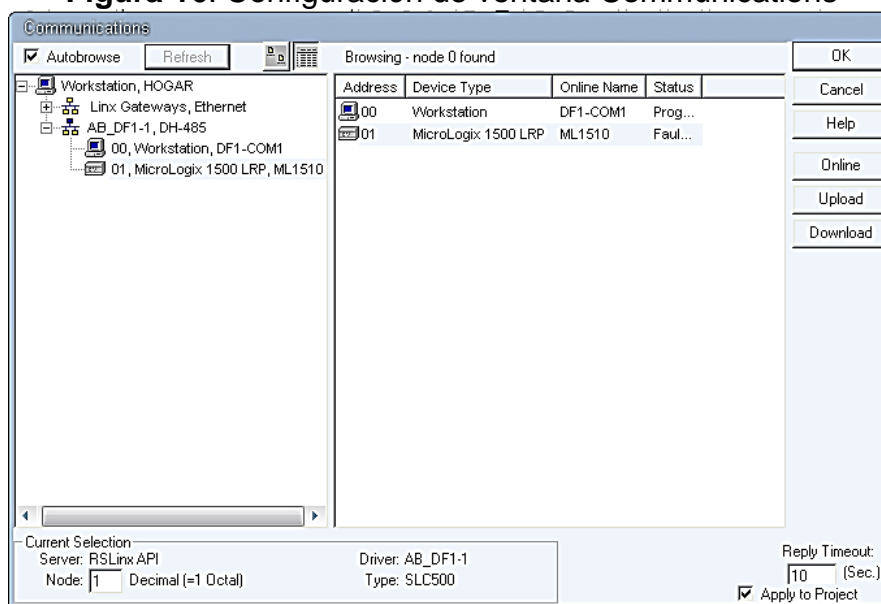 Configuración de ventana Communications
Communications
Autobrowse Refresh Browsing - node 0 found OK
Workstation, HOGAR
Linx Gateways, Ethernet
AB_DF1-1, DH-485
00, Workstation, DF1-COM1
01, MicroLogix 1500 LRP, ML1510
Address Device Type Online Name Status
00 Workstation DF1-COM1 Prog...
01 MicroLogix 1500 LRP ML1510 Faul...
Cancel
Help
Online
Upload
Download
Current Selection
Server: RSLinx API Driver: AB_DF1-1
Node: 1 Decimal (=1 Octal) Type: SLC500
Reply Timeout:
10 (Sec.)
Apply to Project